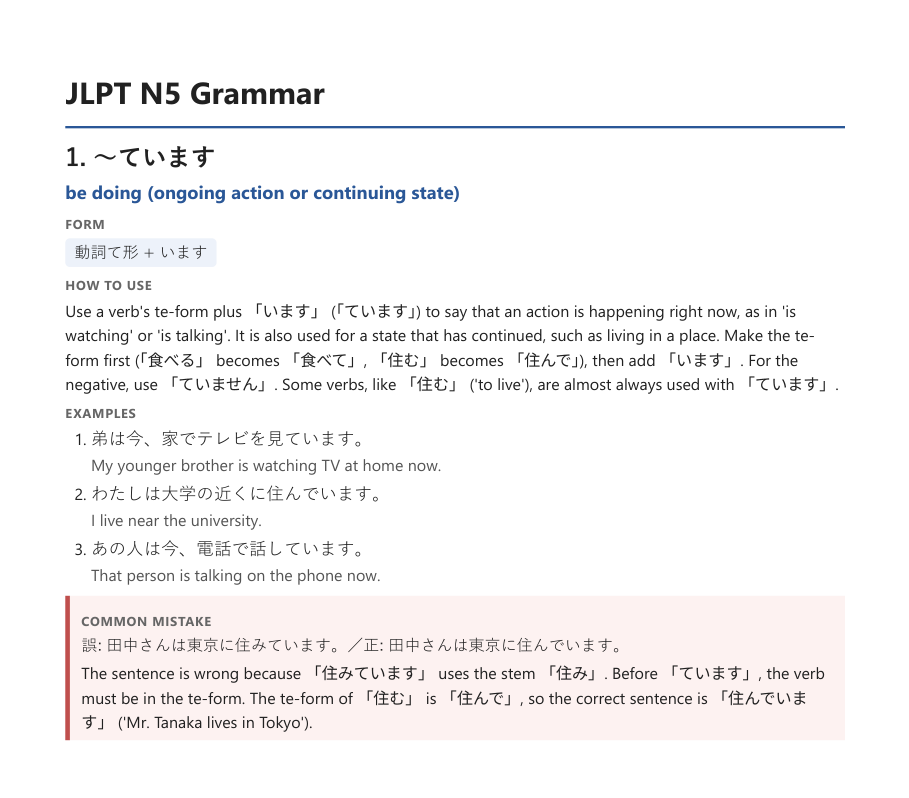 JLPT N5 Grammar
1. ～ています
be doing (ongoing action or continuing state)
FORM
動詞て形 + います
HOW TO USE
Use a verb's te-form plus 「います」 (「ています」) to say that an action is happening right now, as in 'is
watching' or 'is talking'. It is also used for a state that has continued, such as living in a place. Make the te-
form first (「食べる」 becomes 「食べて」, 「住む」 becomes 「住んで」), then add 「います」. For the
negative, use 「ていません」. Some verbs, like 「住む」 ('to live'), are almost always used with 「ています」.
EXAMPLES
1. 弟は今、家でテレビを見ています。
My younger brother is watching TV at home now.
2. わたしは大学の近くに住んでいます。
I live near the university.
3. あの人は今、電話で話しています。
That person is talking on the phone now.
COMMON MISTAKE
誤: 田中さんは東京に住みています。／正: 田中さんは東京に住んでいます。
The sentence is wrong because 「住みています」 uses the stem 「住み」. Before 「ています」, the verb
must be in the te-form. The te-form of 「住む」 is 「住んで」, so the correct sentence is 「住んでいま
す」 ('Mr. Tanaka lives in Tokyo').